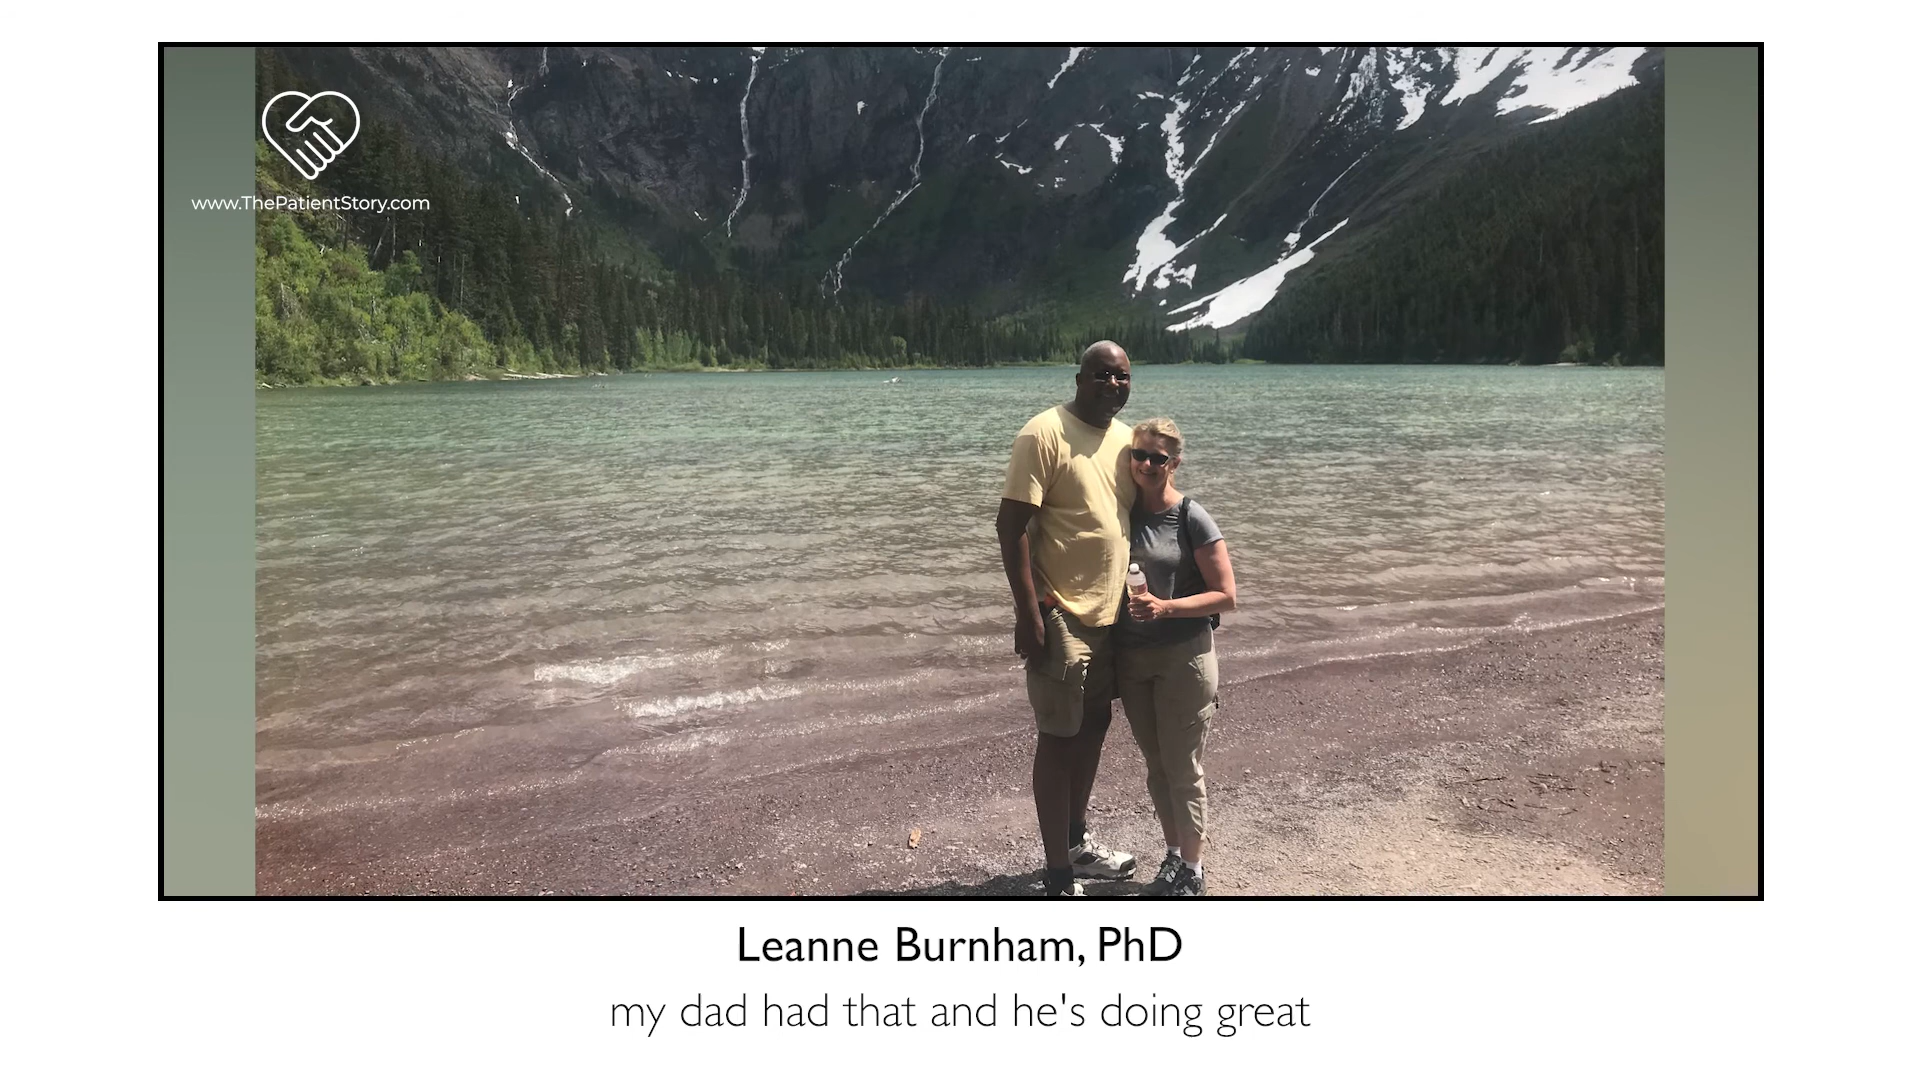 www.ThePatientStory.com
Leanne Burnham, PhD
my dad had that and he's doing great